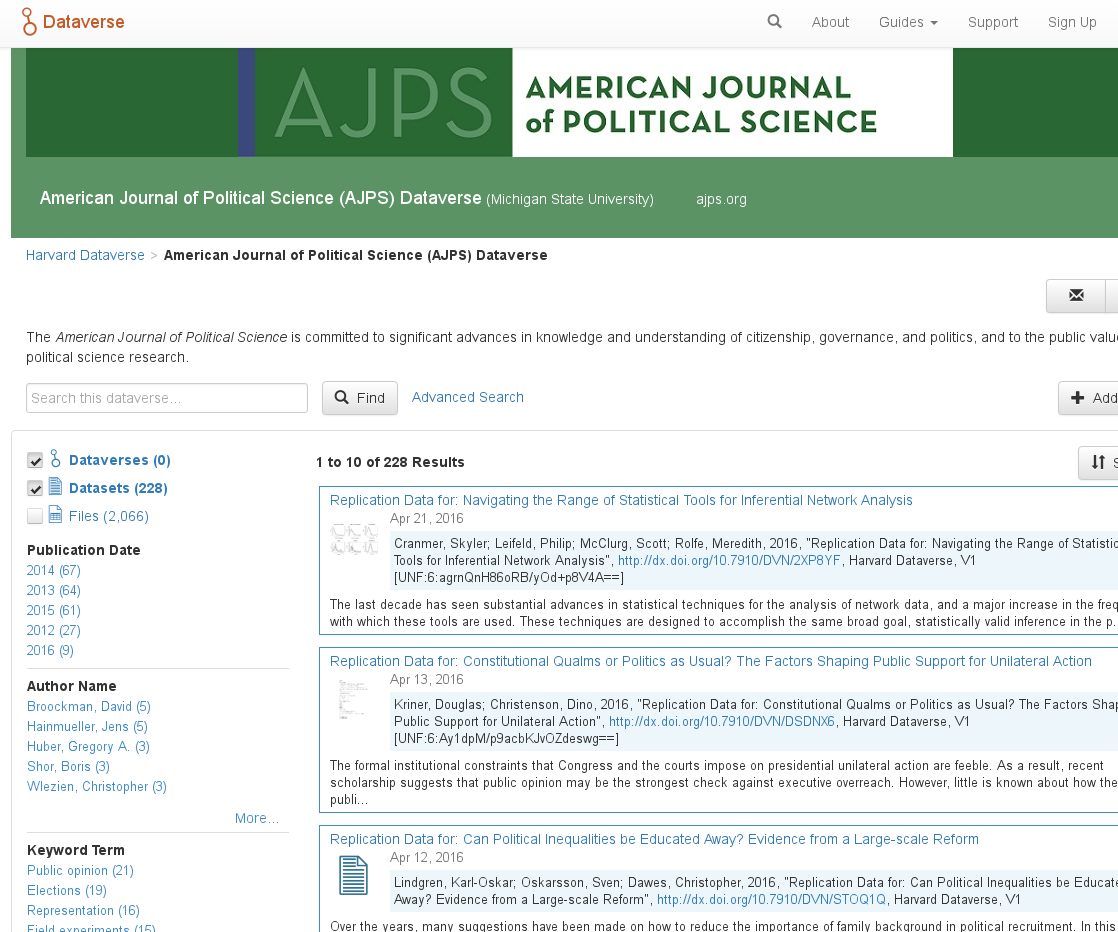 Dataverse
About
Guides
Support
Sign Up
AJPS
AMERICAN JOURNAL
of POLITICAL SCIENCE
American Journal of Political Science (AJPS) Dataverse (Michigan State University)
ajps.org
Harvard Dataverse > American Journal of Political Science (AJPS) Dataverse
The American Journal of Political Science is committed to significant advances in knowledge and understanding of citizenship, governance, and politics, and to the public
political science research.
Search this dataverse...
Find
Advanced Search
Add
Dataverses (0)
Datasets (228)
Files (2,066)
Publication Date
2014 (67)
2013 (64)
2015 (61)
2012 (27)
2016 (9)
Author Name
Broockman, David (5)
Hainmueller, Jens (5)
Huber, Gregory A. (3)
Shor, Boris (3)
Wlezien, Christopher (3)
More...
Keyword Term
Public opinion (21)
Elections (19)
Representation (16)
Field experiments (15)
1 to 10 of 228 Results
Replication Data for: Navigating the Range of Statistical Tools for Inferential Network Analysis
Apr 21, 2016
Cranmer, Skyler; Leifeld, Philip; McClurg, Scott; Rolfe, Meredith, 2016, "Replication Data for: Navigating the Range of
Tools for Inferential Network Analysis", http://dx.doi.org/10.7910/DVN/2XP8YF, Harvard Dataverse, V1
[UNF:6:agrnQnH86oRB/yOd+p8V4A==]
The last decade has seen substantial advances in statistical techniques for the analysis of network data, and a major increase in the
with which these tools are used. These techniques are designed to accomplish the same broad goal, statistically valid inference in the p.
Replication Data for: Constitutional Qualms or Politics as Usual? The Factors Shaping Public Support for Unilateral Action
Apr 13, 2016
Kriner, Douglas; Christenson, Dino, 2016, "Replication Data for: Constitutional Qualms or Politics as Usual? The Factors
Public Support for Unilateral Action", http://dx.doi.org/10.7910/DVN/DSDNX6, Harvard Dataverse, V1
[UNF:6:Ay1dpM/p9acbKJvOZdeswg==]
The formal institutional constraints that Congress and the courts impose on presidential unilateral action are feeble. As a result, recent
scholarship suggests that public opinion may be the strongest check against executive overreach. However, little is known about how the
publi...
Replication Data for: Can Political Inequalities be Educated Away? Evidence from a Large-scale Reform
Apr 12, 2016
Lindgren, Karl-Oskar; Oskarsson, Sven; Dawes, Christopher, 2016, "Replication Data for: Can Political Inequalities be
Away? Evidence from a Large-scale Reform", http://dx.doi.org/10.7910/DVN/STOQ1Q, Harvard Dataverse, V1
Over the years, many suggestions have been made on how to reduce the importance of family background in political recruitment. In this